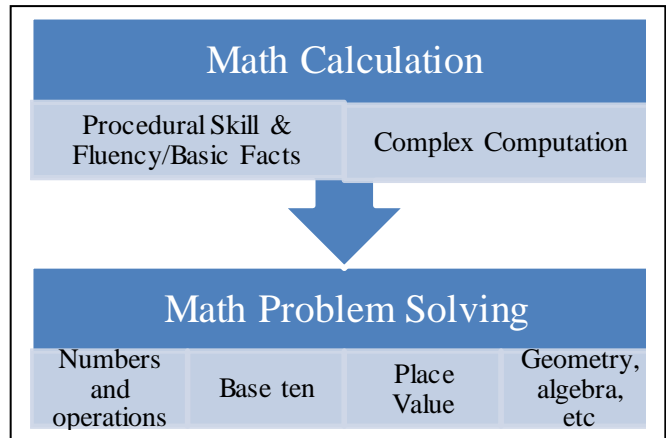 Math Calculation
Procedural Skill &
Fluency/Basic Facts
Complex Computation
Math Problem Solving
Numbers
and
operations
Base ten
Place
Value
Geometry,
algebra,
etc